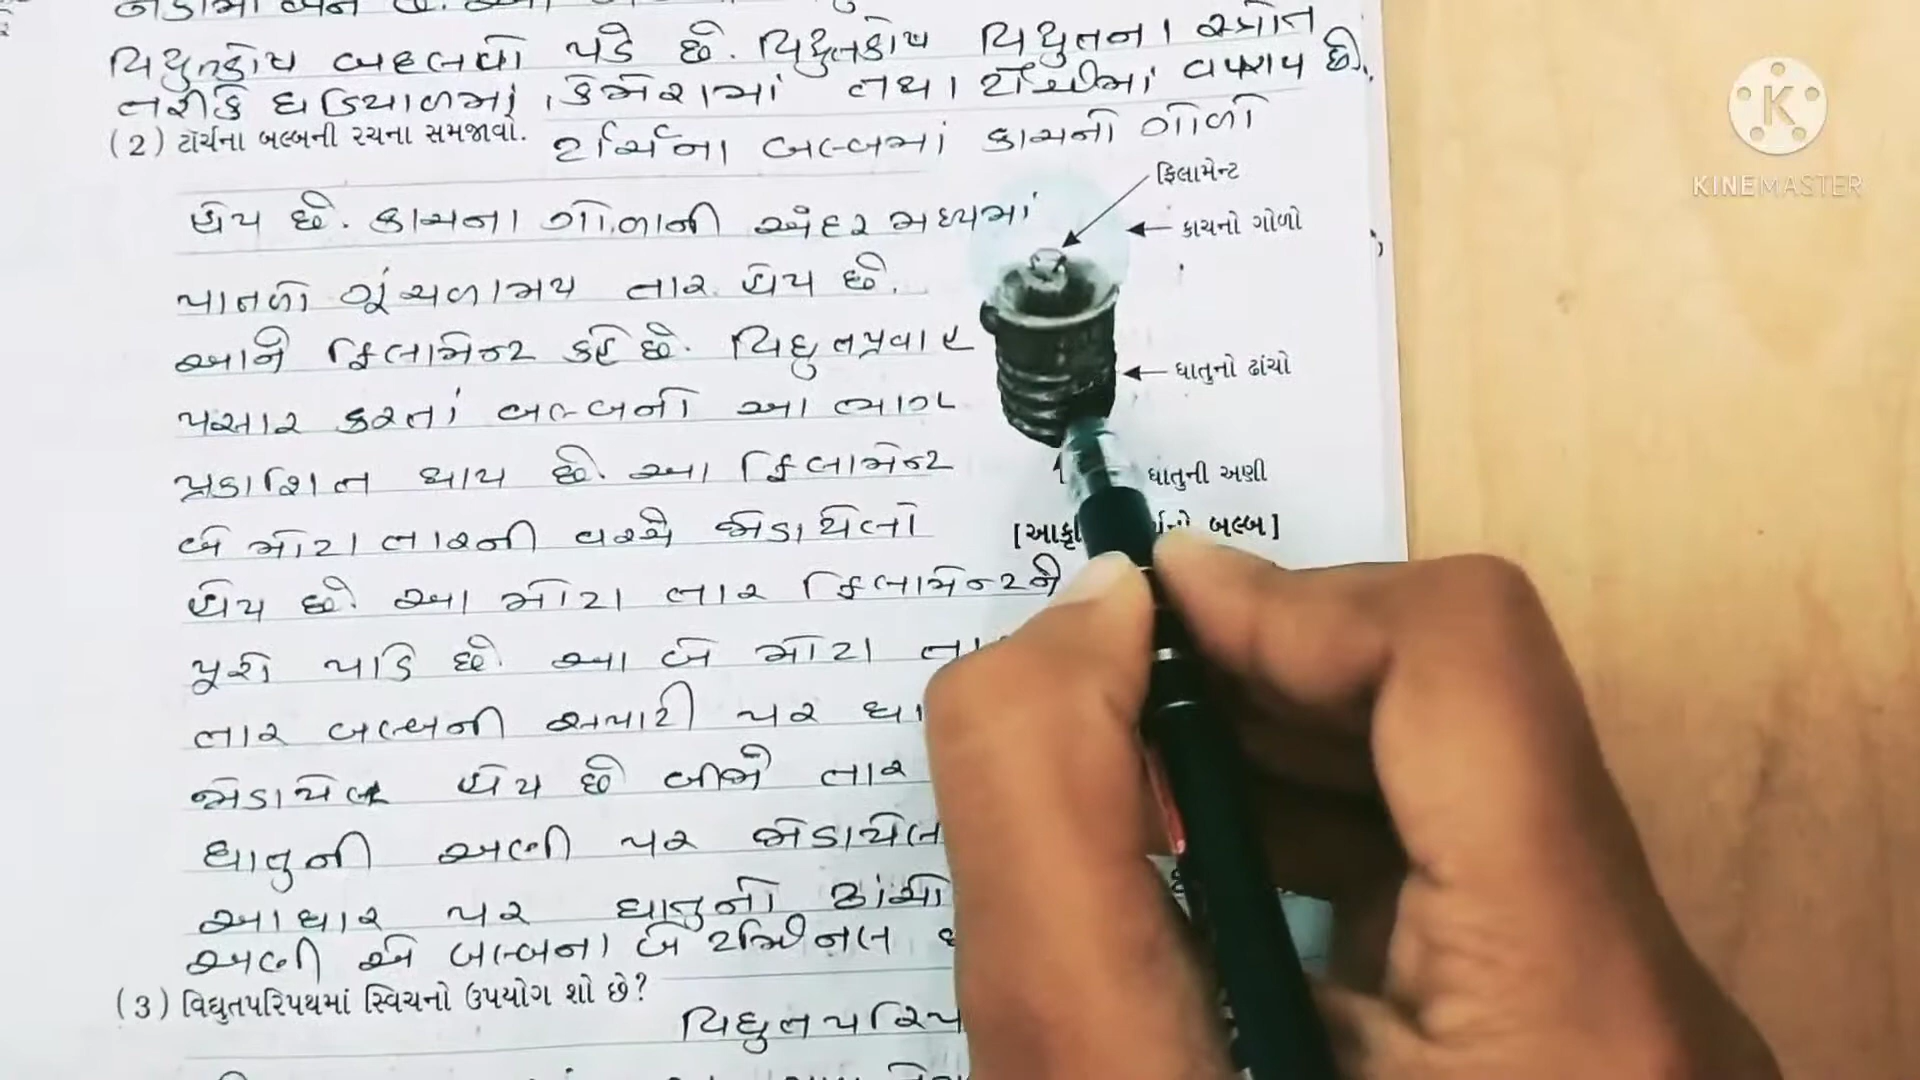 વિદ્યુતકોષ બદલવો પડે છે. વિદ્યુતકોષ વિદ્યુતના સ્ત્રોત
તરીકે ઘડિયાળમાં, કેમેરામાં તથા ટોર્ચમાં વપરાય છે.
(2) ટૉર્ચના બલ્બની રચના સમજાવો.
ટોર્ચના બલ્બમાં કાચનો ગોળો
KINEMASTER
ફિલામેન્ટ
હોય છે. કાચના ગોળાની અંદર મધ્યમાં
કાચનો ગોળો
પાતળો ગૂંચળામય તાર હોય છે.
આને ફિલામેન્ટ કહે છે. વિદ્યુતપ્રવાહ
ધાતુનો ઢાંચો
પસાર કરતાં બલ્બનો આ ભાગ
પ્રકાશિત થાય છે. આ ફિલામેન્ટ
ધાતુની અણી
બે મોટા તારની વચ્ચે જોડાયેલો
બલ્બ]
હોય છે. આ મોટા તાર ફિલામેન્ટને
પૂરો પાડે છે. આ બે મોટા
તાર બલ્બની સપાટી પર
જોડાયેલ હોય છે બીજો તાર
ધાતુની અણી પર
આધાર પર ધાતુનો ઢાંચો
અણી એ બલ્બના બે ટર્મિનલ
(3) વિદ્યુતપરિપથમાં સ્વિચનો ઉપયોગ શો છે?